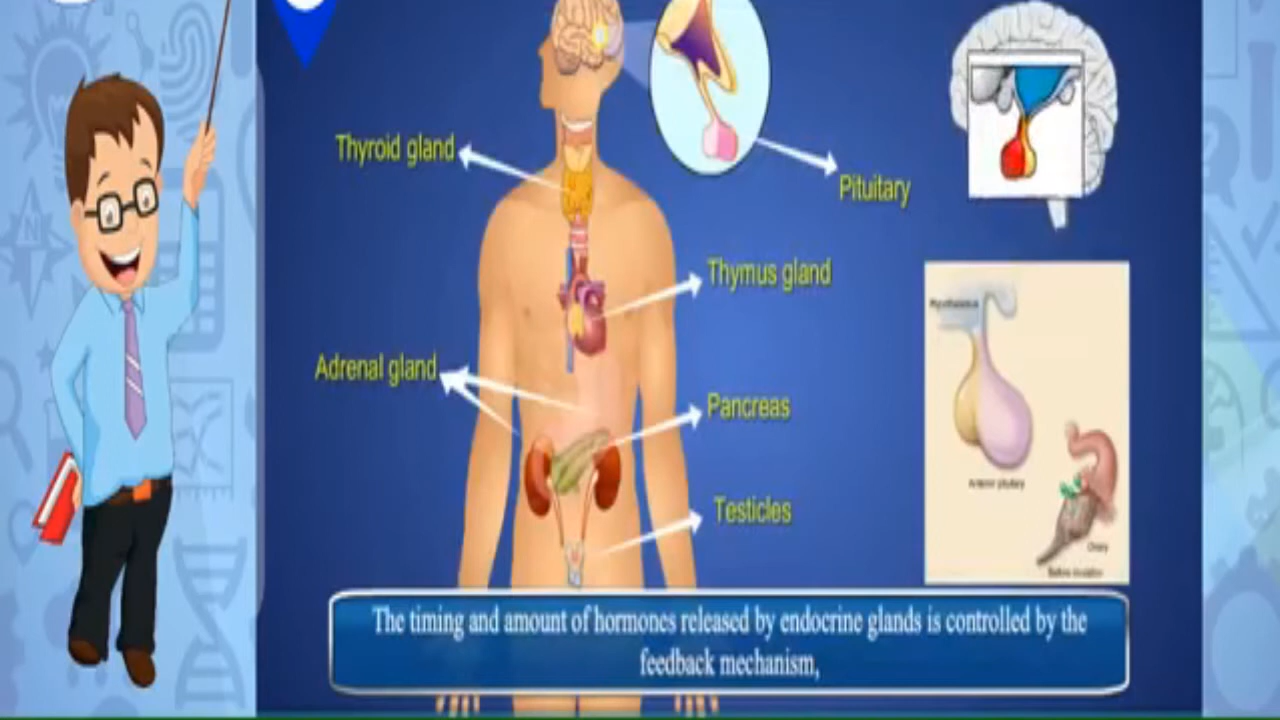 Thyroid gland
Pituitary
Thymus gland
Adrenal gland
Pancreas
Testicles
Anterior pituitary
Ovary
The timing and amount of hormones released by endocrine glands is controlled by the
feedback mechanism,